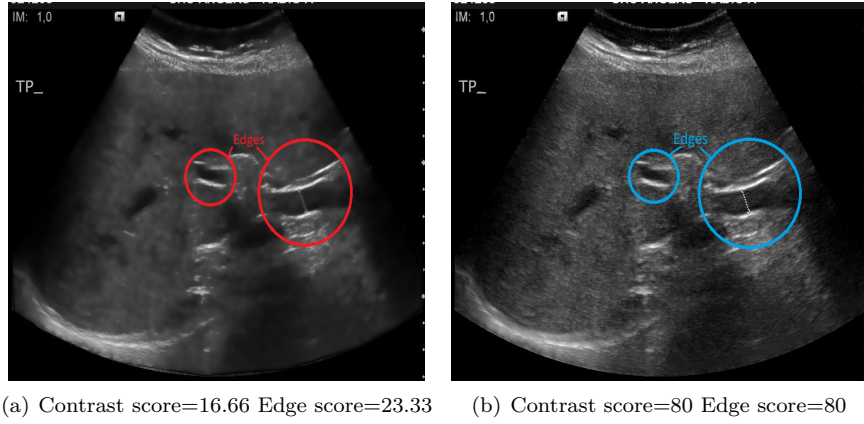 IM: 1,0
TP_
Edges
IM: 1,0
TP_
Edges
(a) Contrast score=16.66 Edge score=23.33
(b) Contrast score=80 Edge score=80